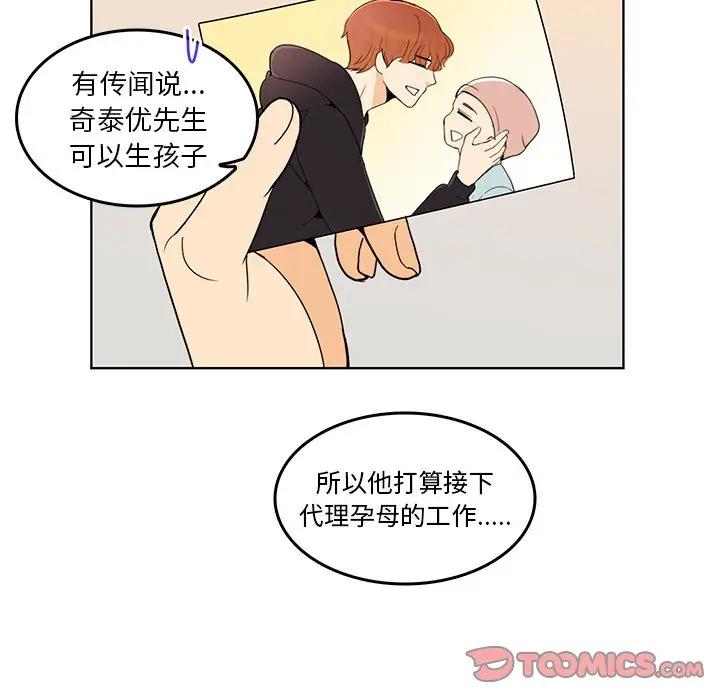 有传闻说...
奇泰优先生
可以生孩子
所以他打算接下
代理孕母的工作.....
TOOMICS.COM